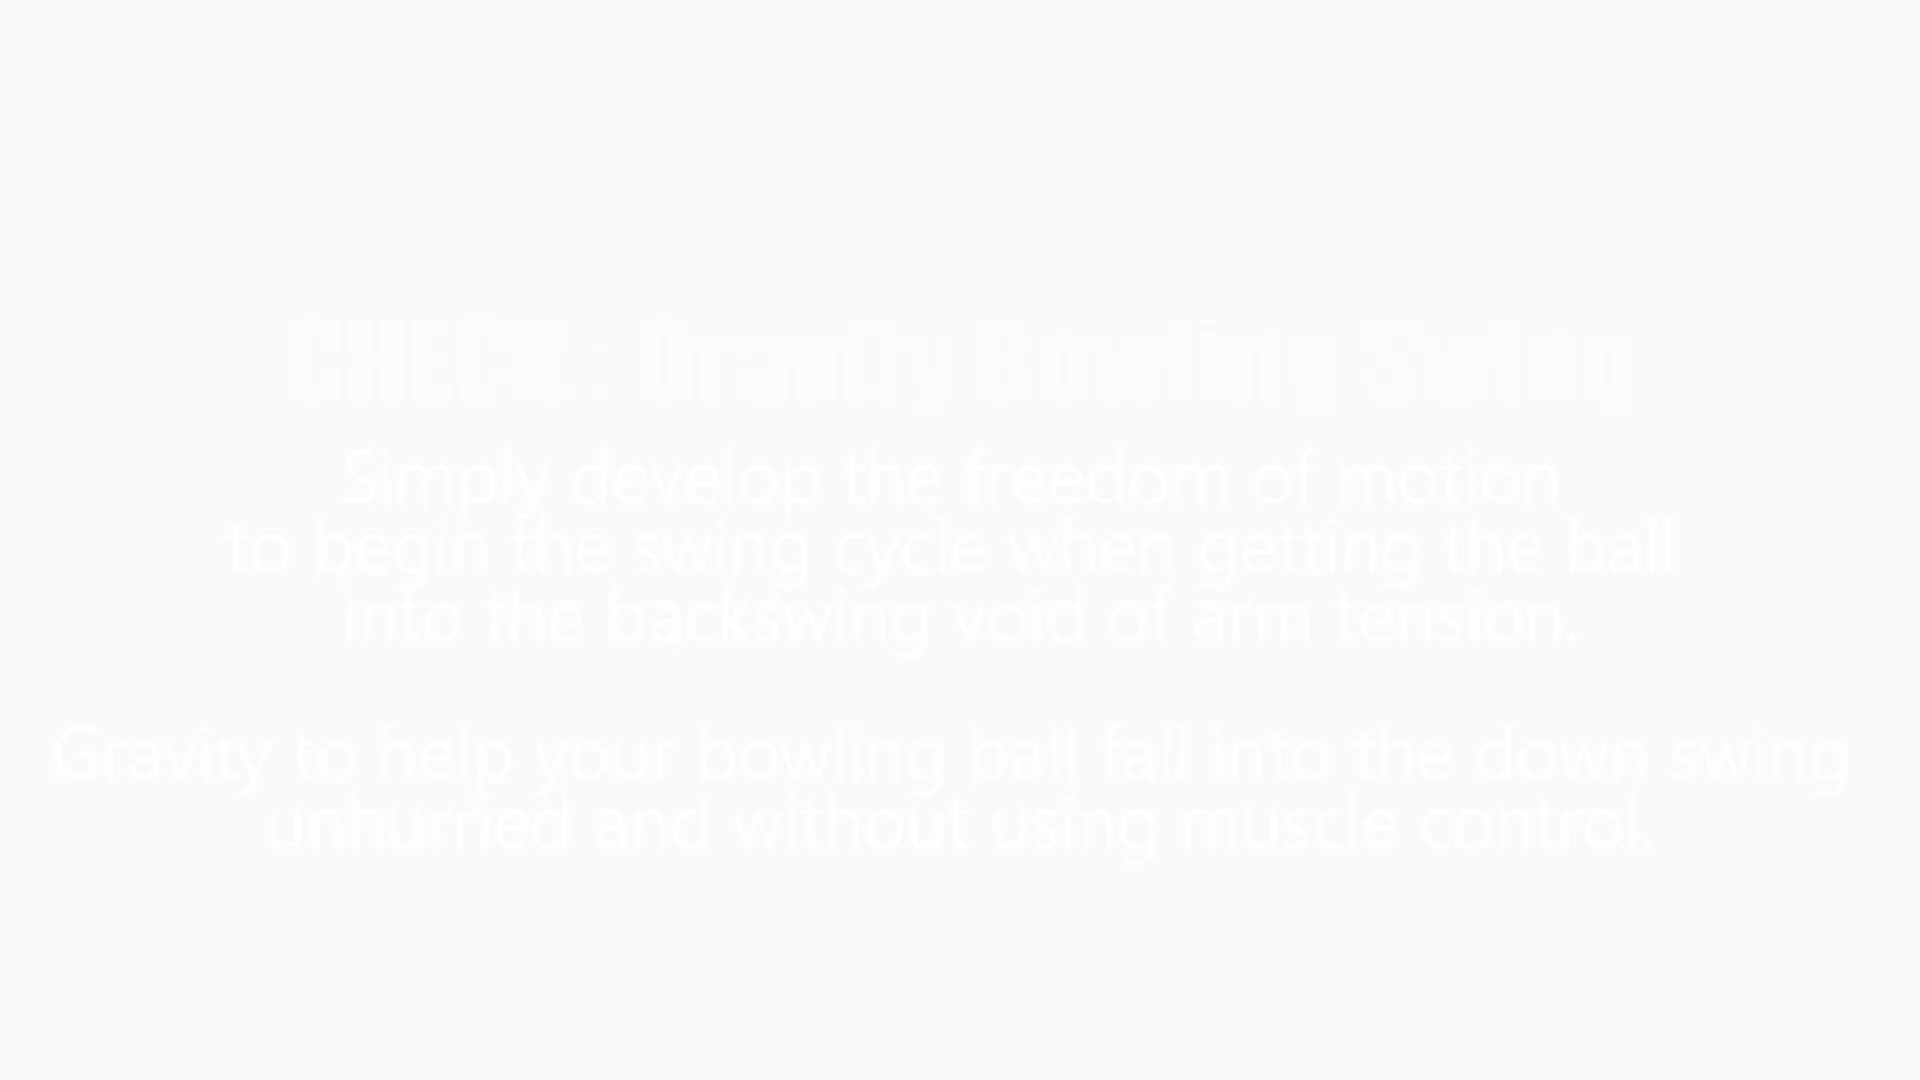 CHECK: Gravity Bowling Swing
Simply develop the freedom of motion
to begin the swing cycle when getting the ball
into the backswing void of arm tension.
Gravity to help your bowling ball fall into the down swing
unhurried and without using muscle control.